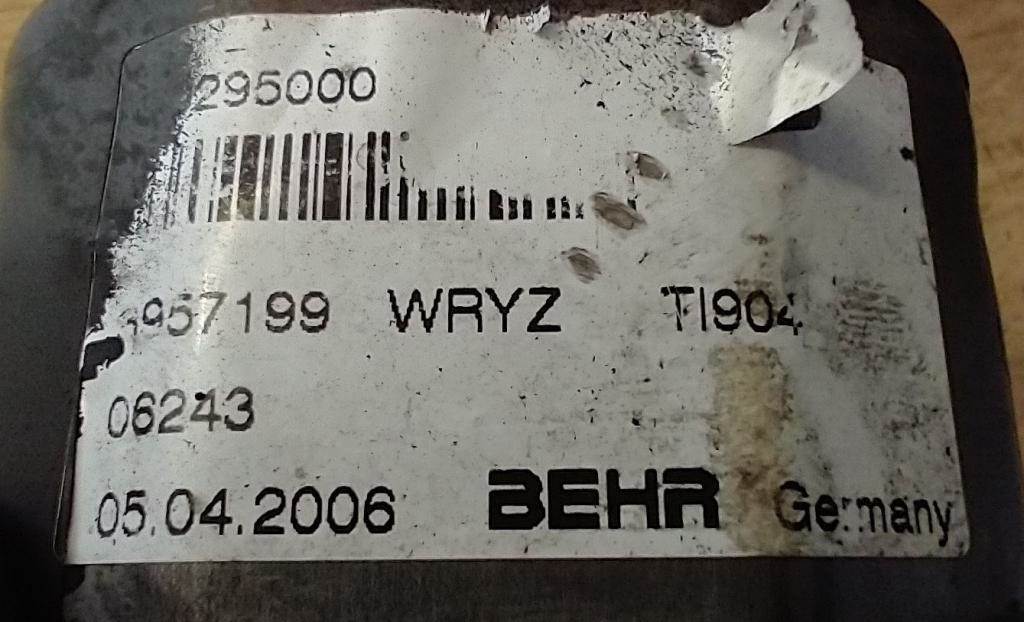 295000
957199 WRYZ TI904
06243
05.04.2006 BEHR Germany